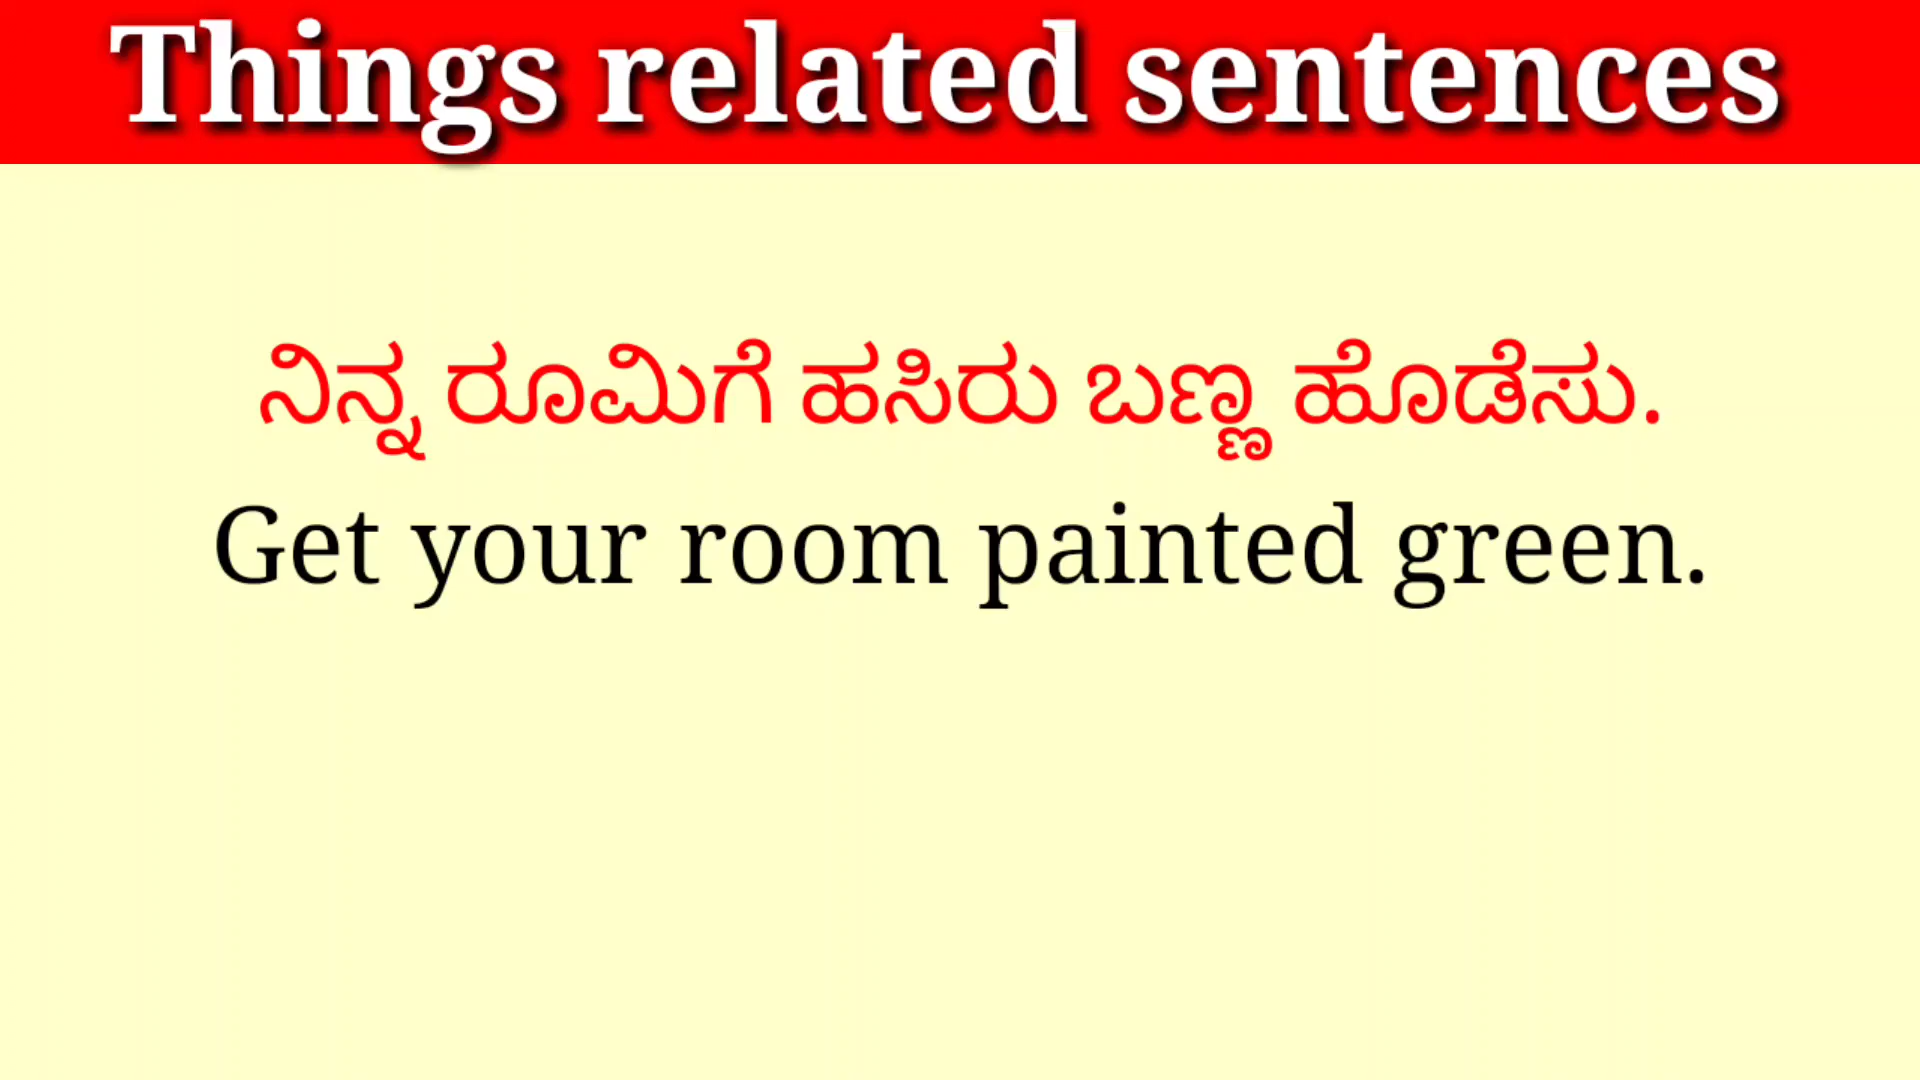 Things related sentences
ನಿನ್ನ ರೂಮಿಗೆ ಹಸಿರು ಬಣ್ಣ ಹೊಡೆಸು.
Get your room painted green.